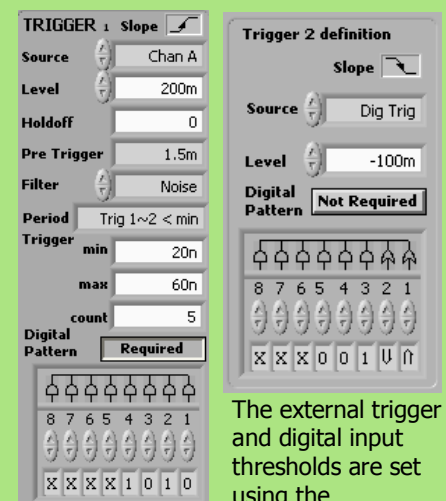 TRIGGER 1 Slope
Source Chan A
Level 200m
Holdoff 0
Pre Trigger 1.5m
Filter Noise
Period Trig 1~2 < min
Trigger
min 20n
max 60n
count 5
Digital
Pattern Required
8 7 6 5 4 3 2 1
X X X X 1 0 1 0
Trigger 2 definition
Slope
Source Dig Trig
Level -100m
Digital
Pattern Not Required
8 7 6 5 4 3 2 1
X X X 0 0 1
The external trigger
and digital input
thresholds are set
using the